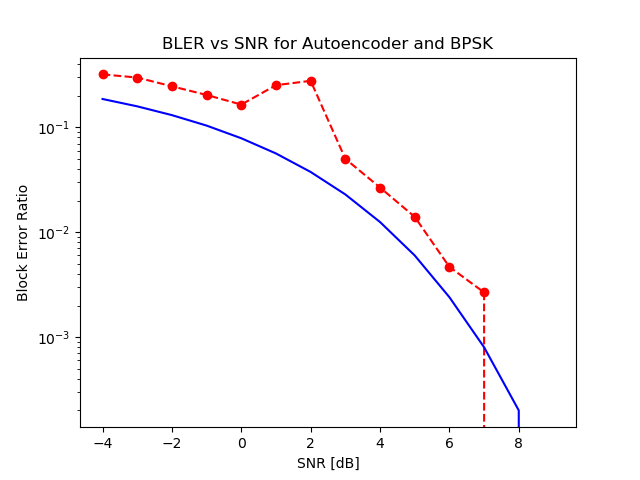 BLER vs SNR for Autoencoder and BPSK
Block Error Ratio
10⁻¹
10⁻²
10⁻³
−4 −2 0 2 4 6 8
SNR [dB]